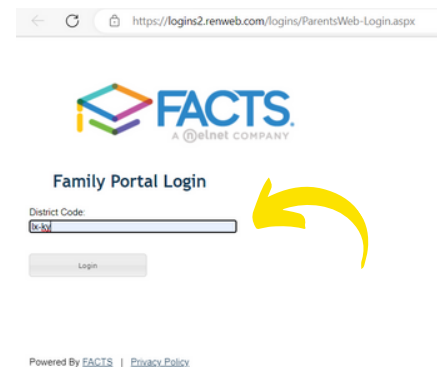 https://logins2.renweb.com/logins/ParentsWeb-Login.aspx
FACTS.
A nelnet COMPANY
Family Portal Login
District Code:
lx-ky
Login
Powered By FACTS | Privacy Policy